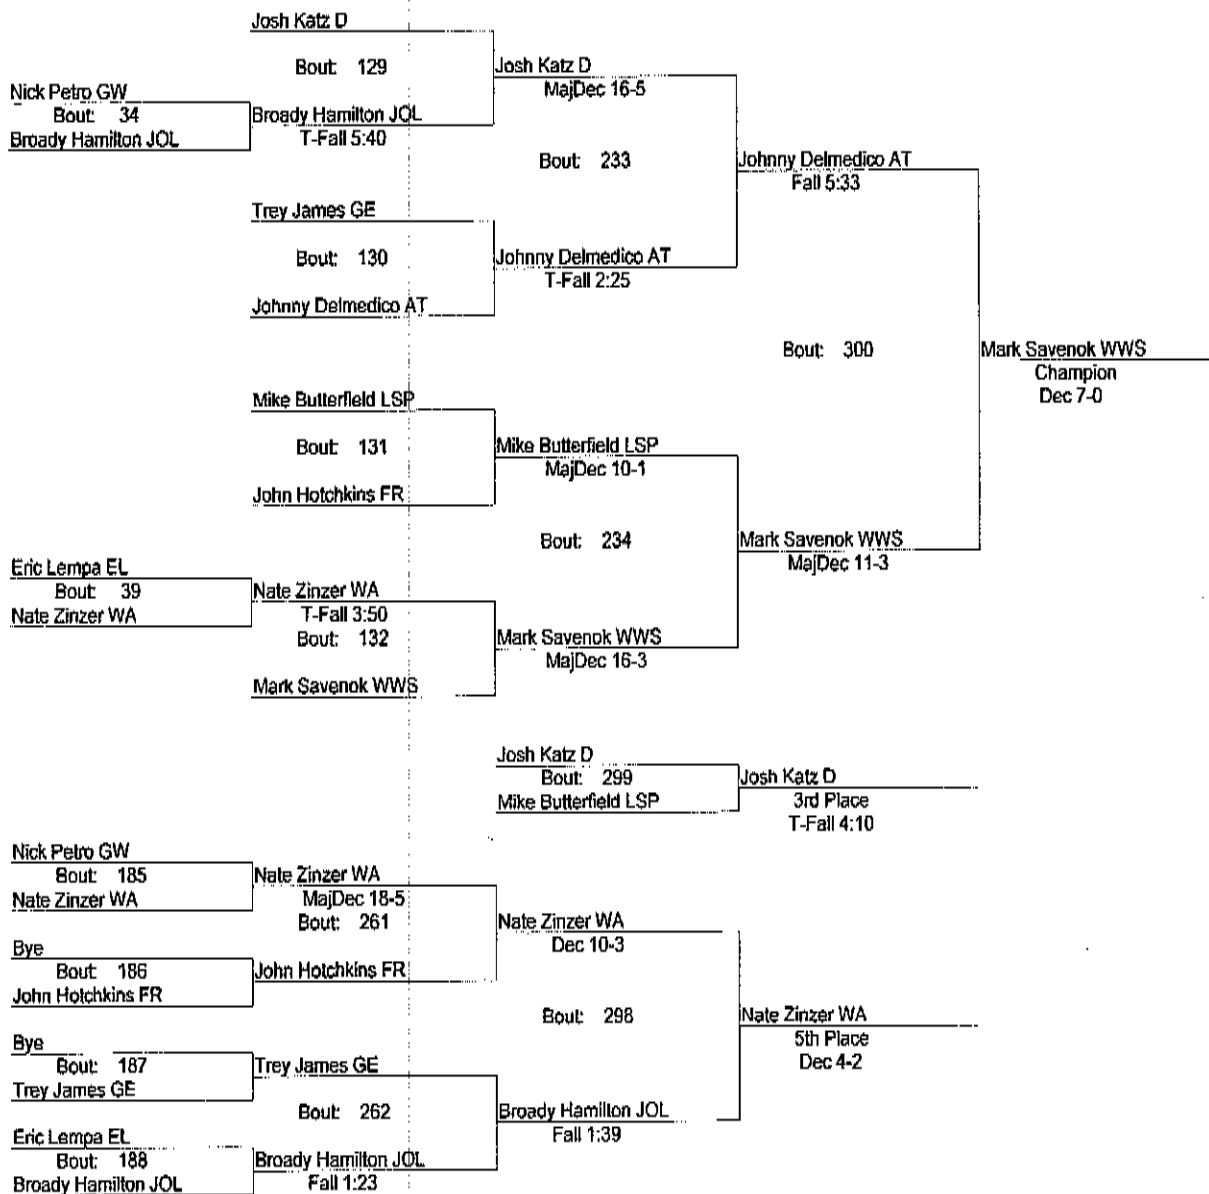 Josh Katz D
Bout: 129
Josh Katz D
MajDec 16-5
Nick Petro GW
Bout: 34
Broady Hamilton JOL
Broady Hamilton JOL
T-Fall 5:40
Bout: 233
Johnny Delmedico AT
Fall 5:33
Trey James GE
Bout: 130
Johnny Delmedico AT
T-Fall 2:25
Johnny Delmedico AT
Bout: 300
Mark Savenok WWS
Champion
Dec 7-0
Mike Butterfield LSP
Bout: 131
Mike Butterfield LSP
MajDec 10-1
John Hotchkins FR
Bout: 234
Mark Savenok WWS
MajDec 11-3
Eric Lempa EL
Bout: 39
Nate Zinzer WA
Nate Zinzer WA
T-Fall 3:50
Bout: 132
Mark Savenok WWS
MajDec 16-3
Mark Savenok WWS
Josh Katz D
Bout: 299
Mike Butterfield LSP
Josh Katz D
3rd Place
T-Fall 4:10
Nick Petro GW
Bout: 185
Nate Zinzer WA
Nate Zinzer WA
MajDec 18-5
Bout: 261
Nate Zinzer WA
Dec 10-3
Bye
Bout: 186
John Hotchkins FR
John Hotchkins FR
Bout: 298
Nate Zinzer WA
5th Place
Dec 4-2
Bye
Bout: 187
Trey James GE
Trey James GE
Bout: 262
Broady Hamilton JOL
Fall 1:39
Eric Lempa EL
Bout: 188
Broady Hamilton JOL
Broady Hamilton JOL
Fall 1:23